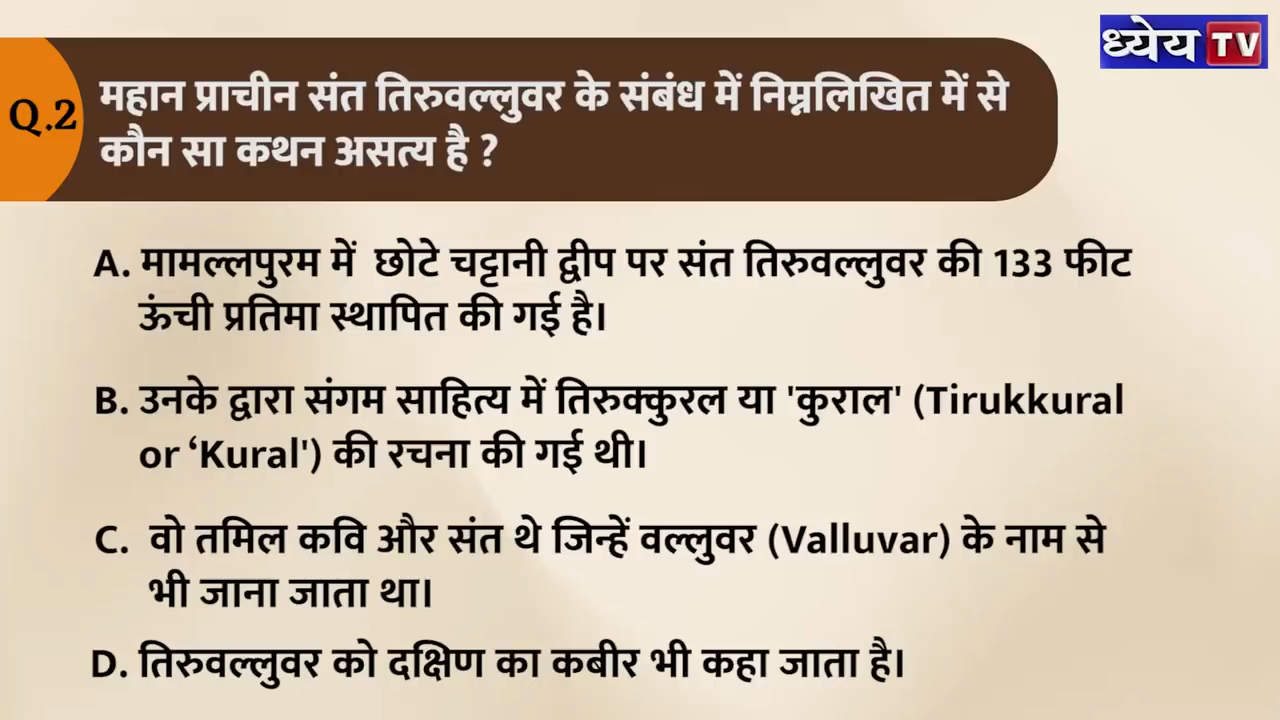 ध्येय TV
Q.2
महान प्राचीन संत तिरुवल्लुवर के संबंध में निम्नलिखित में से
कौन सा कथन असत्य है ?
A. मामल्लपुरम में छोटे चट्टानी द्वीप पर संत तिरुवल्लुवर की 133 फीट
ऊंची प्रतिमा स्थापित की गई है।
B. उनके द्वारा संगम साहित्य में तिरुक्कुरल या 'कुराल' (Tirukkural
or ‘Kural') की रचना की गई थी।
C. वो तमिल कवि और संत थे जिन्हें वल्लुवर (Valluvar) के नाम से
भी जाना जाता था।
D. तिरुवल्लुवर को दक्षिण का कबीर भी कहा जाता है।